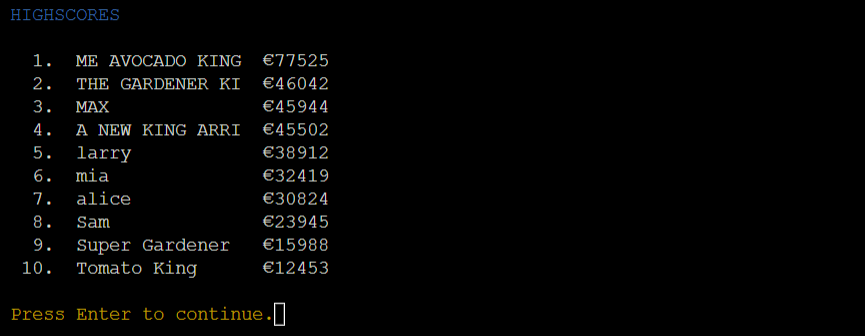 HIGHSCORES
1. ME AVOCADO KING €77525
2. THE GARDENER KI €46042
3. MAX €45944
4. A NEW KING ARRI €45502
5. larry €38912
6. mia €32419
7. alice €30824
8. Sam €23945
9. Super Gardener €15988
10. Tomato King €12453
Press Enter to continue.